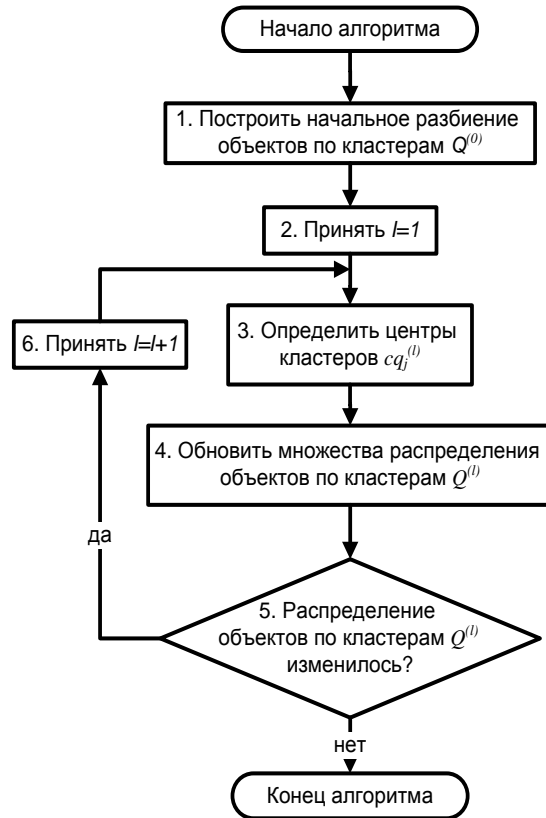 Начало алгоритма
1. Построить начальное разбиение
объектов по кластерам Q⁽⁰⁾
2. Принять l=1
3. Определить центры
кластеров cqⱼ⁽ˡ⁾
6. Принять l=l+1
4. Обновить множества распределения
объектов по кластерам Q⁽ˡ⁾
да
5. Распределение
объектов по кластерам Q⁽ˡ⁾
изменилось?
нет
Конец алгоритма